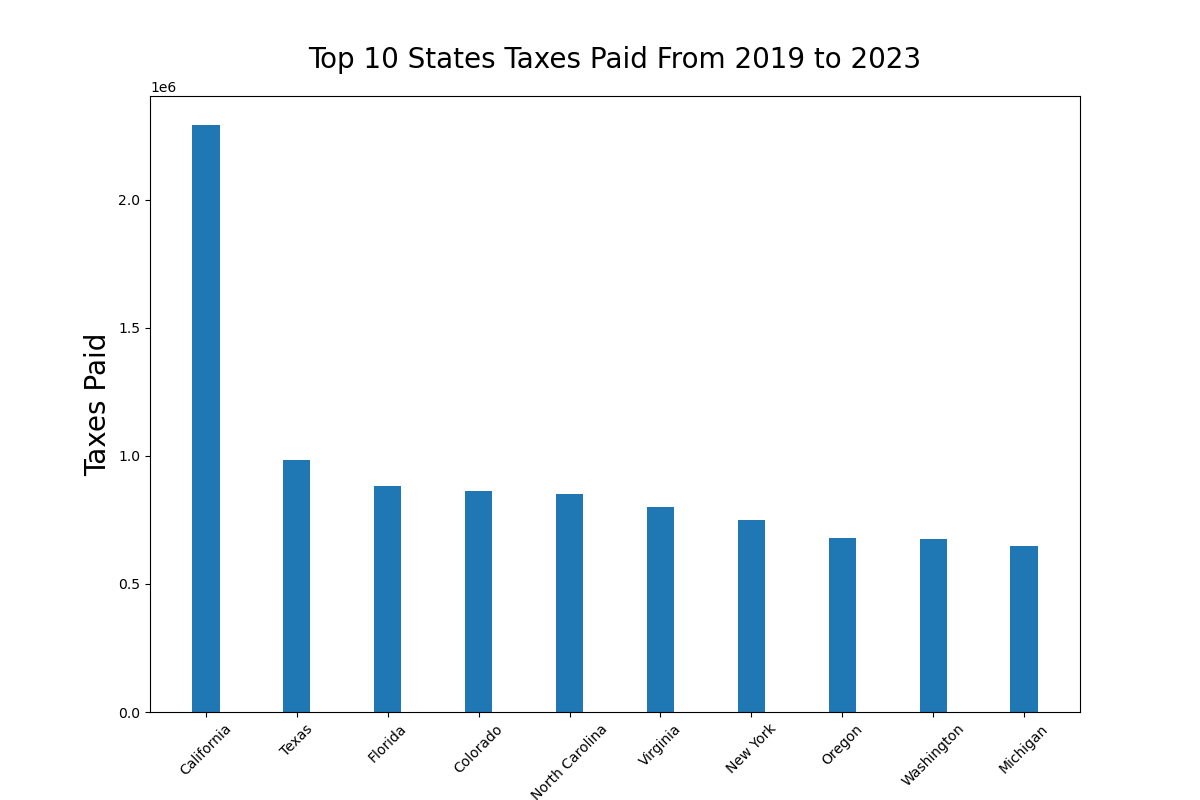 Top 10 States Taxes Paid From 2019 to 2023
1e6
2.0
1.5
1.0
0.5
0.0
Taxes Paid
California
Texas
Florida
Colorado
North Carolina
Virginia
New York
Oregon
Washington
Michigan